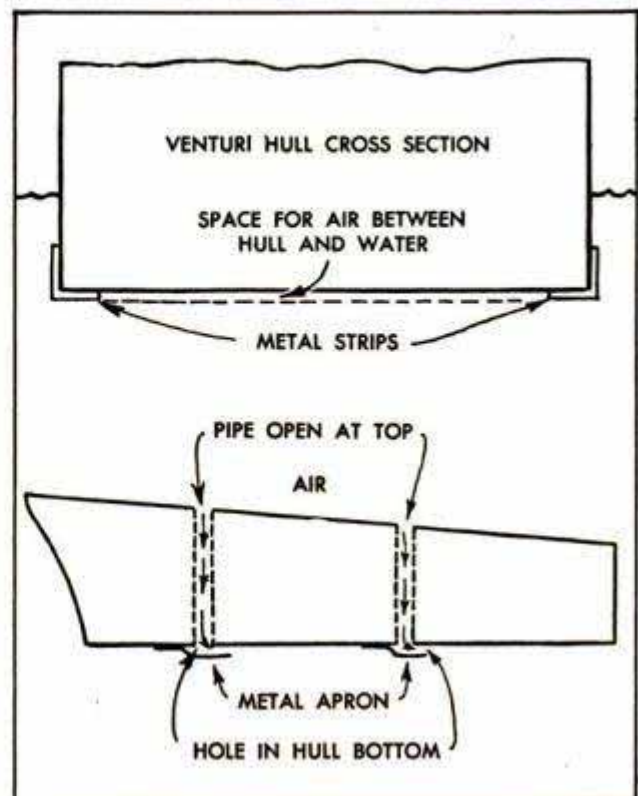 VENTURI HULL CROSS SECTION
SPACE FOR AIR BETWEEN
HULL AND WATER
METAL STRIPS
PIPE OPEN AT TOP
AIR
METAL APRON
HOLE IN HULL BOTTOM